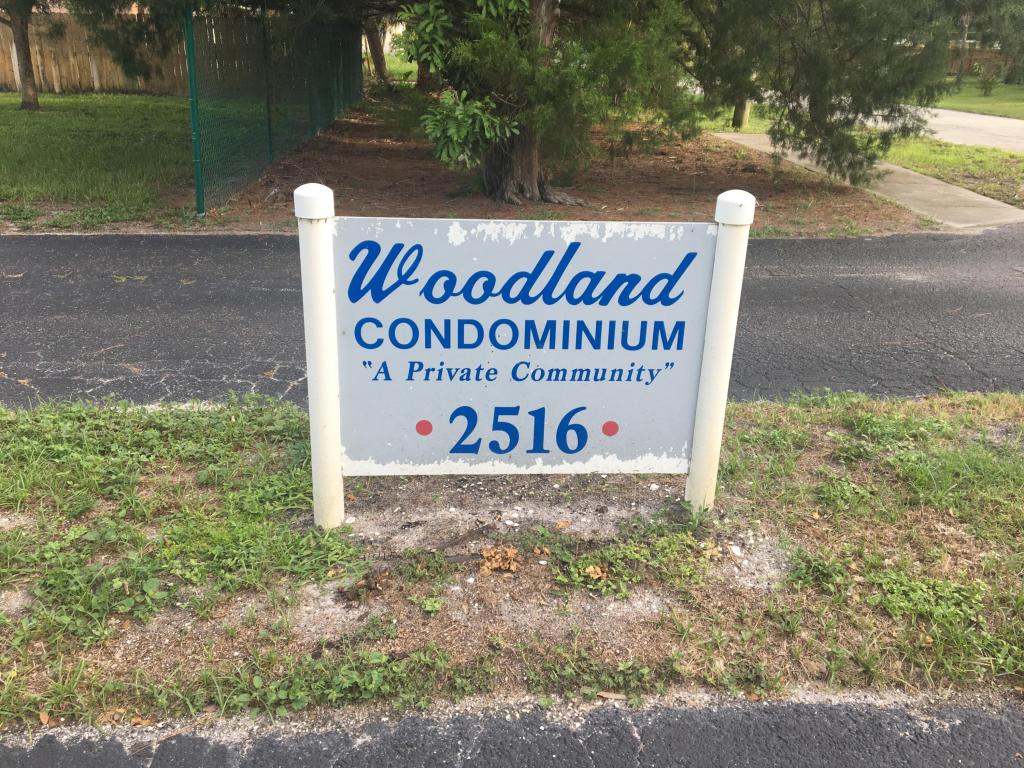 Woodland
CONDOMINIUM
"A Private Community"
• 2516 •